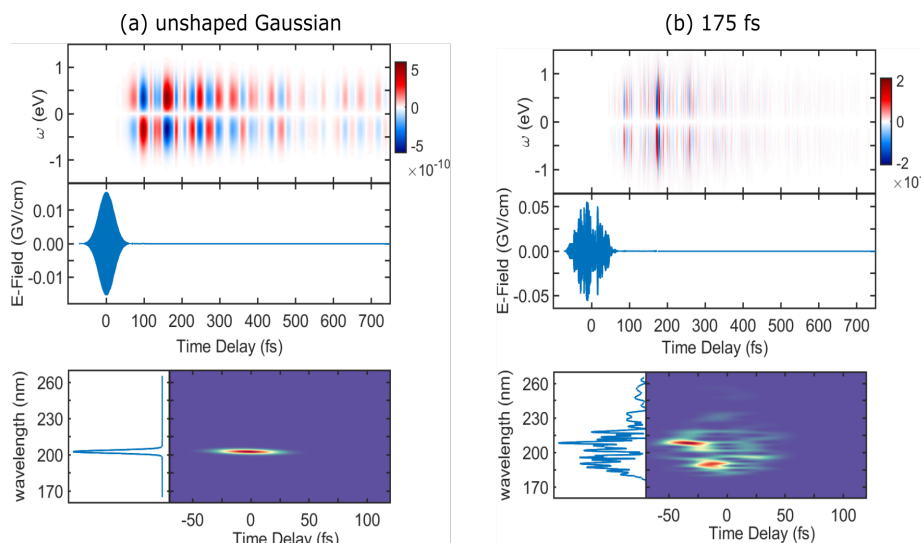 (a) unshaped Gaussian
(b) 175 fs
1
0
-1
ω (eV)
5
0
-5
×10⁻¹⁰
0.01
0.00
-0.01
E-Field (GV/cm)
0 100 200 300 400 500 600 700
Time Delay (fs)
260
230
200
170
wavelength (nm)
-50 0 50 100
Time Delay (fs)
1
0
-1
ω (eV)
2
0
-2
×10⁻
0.05
0.00
-0.05
E-Field (GV/cm)
0 100 200 300 400 500 600 700
Time Delay (fs)
260
230
200
170
wavelength (nm)
-50 0 50 100
Time Delay (fs)